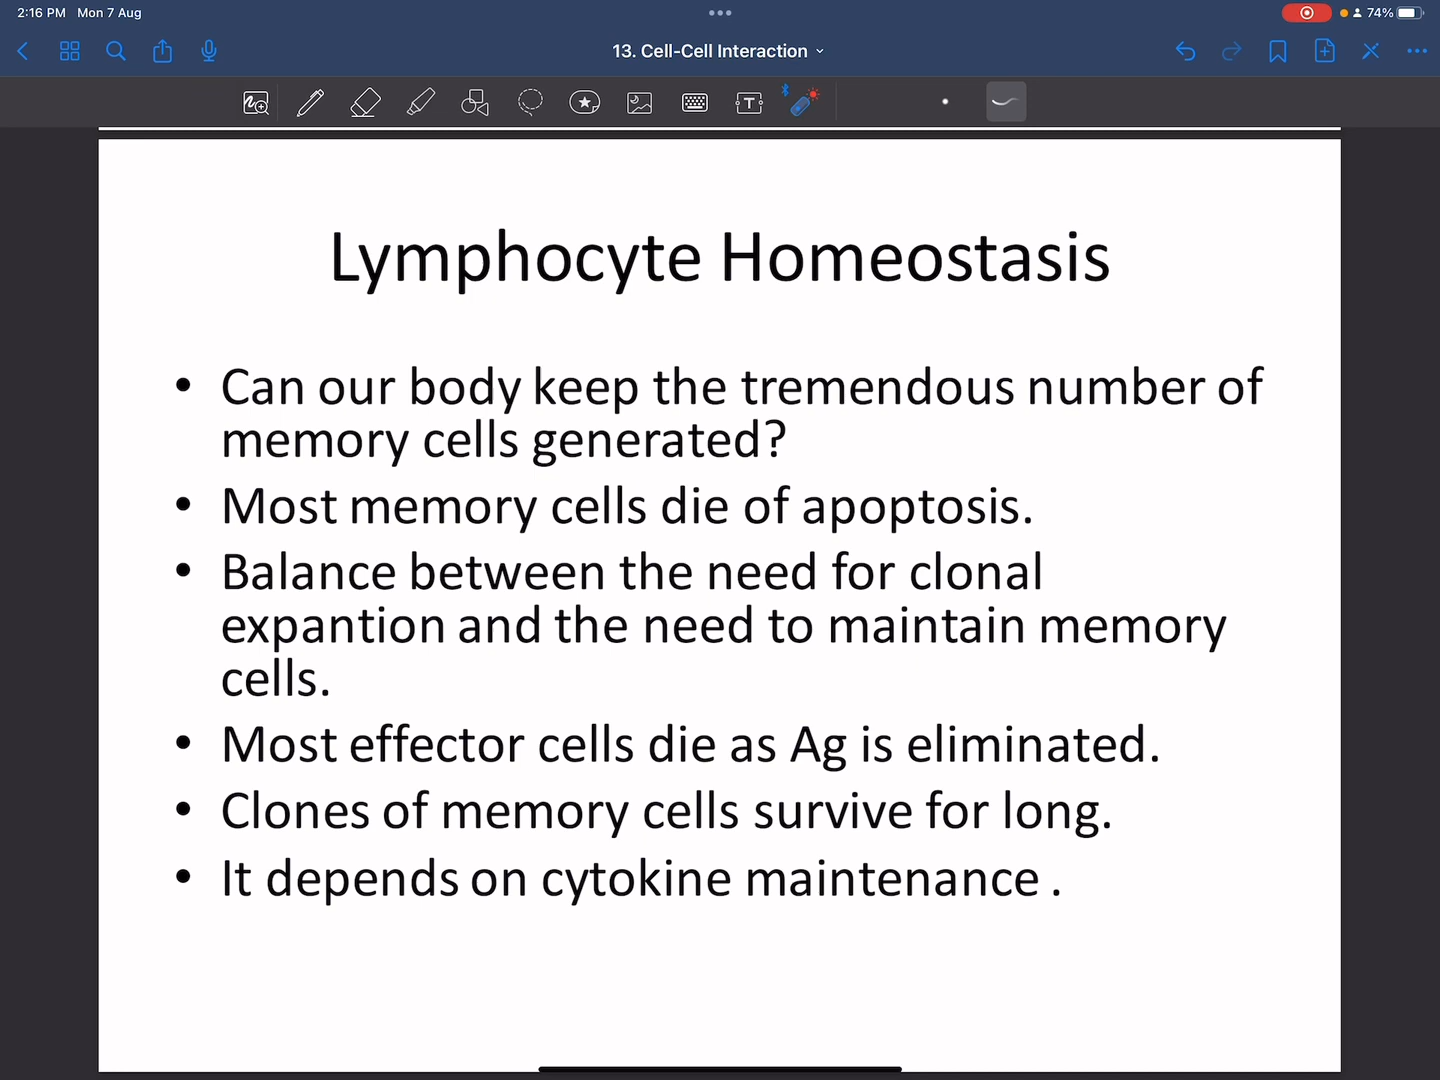 2:16 PM Mon 7 Aug
74%
13. Cell-Cell Interaction
T
Lymphocyte Homeostasis
• Can our body keep the tremendous number of
memory cells generated?
• Most memory cells die of apoptosis.
• Balance between the need for clonal
expantion and the need to maintain memory
cells.
• Most effector cells die as Ag is eliminated.
• Clones of memory cells survive for long.
• It depends on cytokine maintenance .